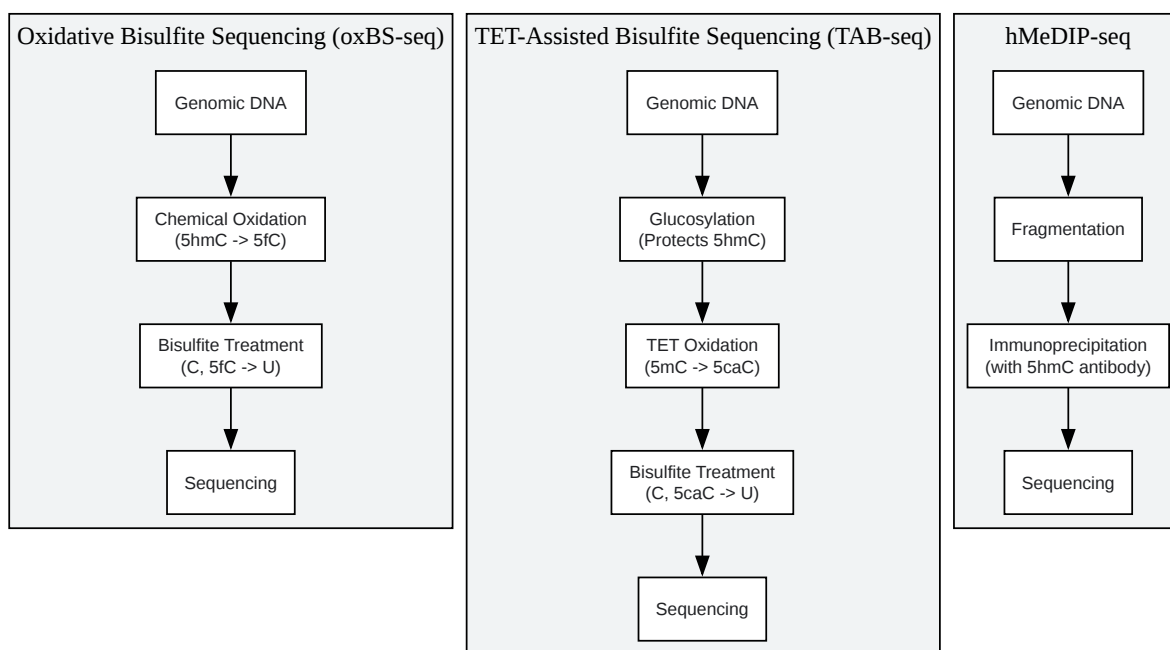 Oxidative Bisulfite Sequencing (oxBS-seq)
Genomic DNA
Chemical Oxidation
(5hmC -> 5fC)
Bisulfite Treatment
(C, 5fC -> U)
Sequencing
TET-Assisted Bisulfite Sequencing (TAB-seq)
Genomic DNA
Glucosylation
(Protects 5hmC)
TET Oxidation
(5mC -> 5caC)
Bisulfite Treatment
(C, 5caC -> U)
Sequencing
hMeDIP-seq
Genomic DNA
Fragmentation
Immunoprecipitation
(with 5hmC antibody)
Sequencing